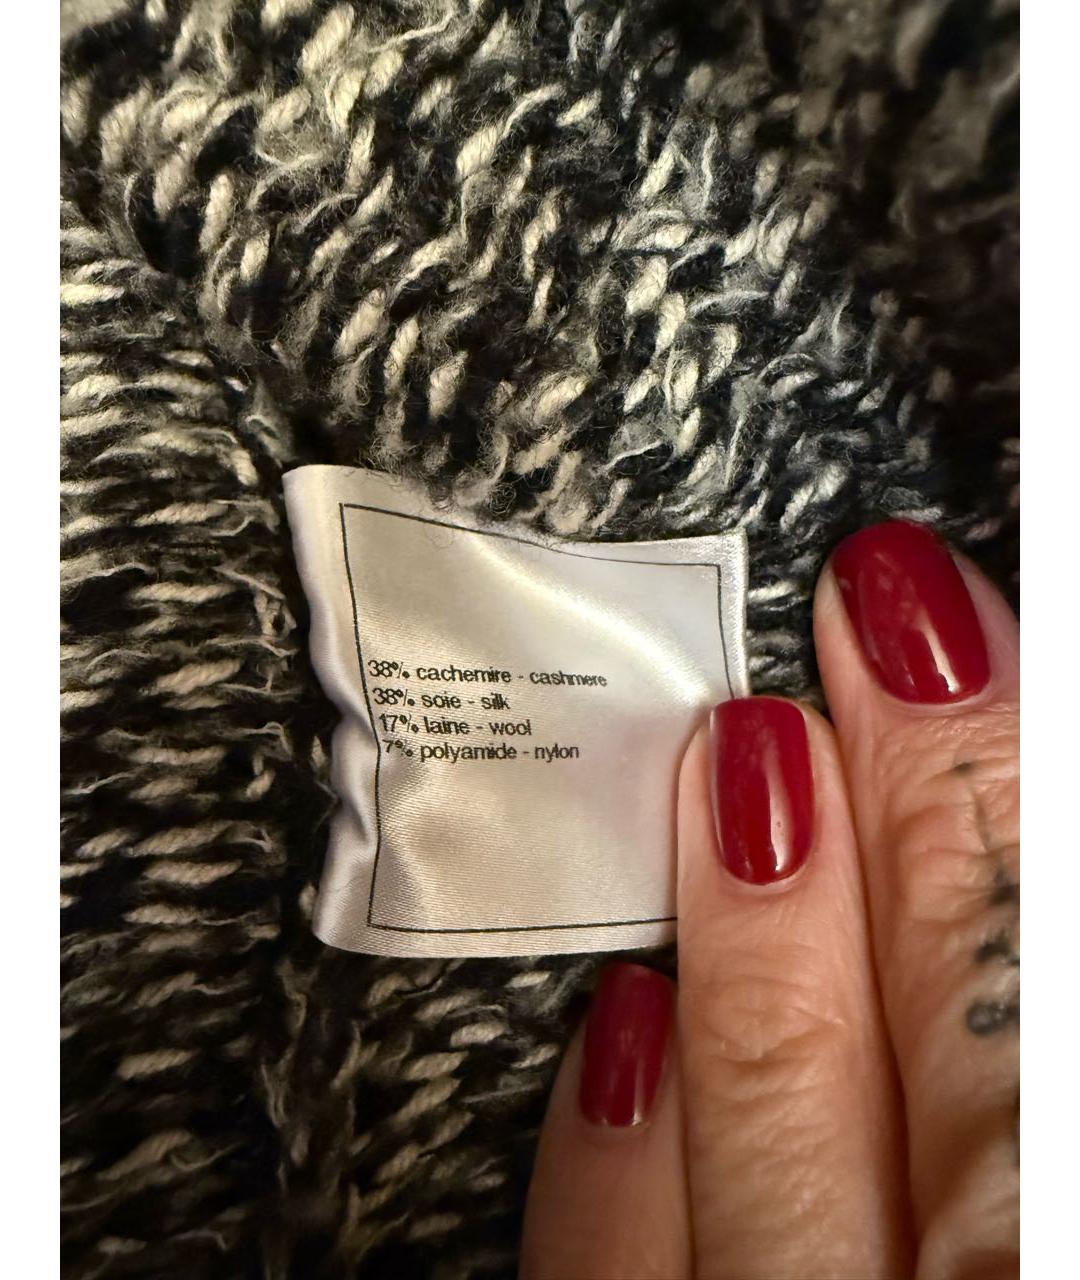 38% cachemire - cashmere
38% soie - silk
17% laine - wool
7% polyamide - nylon